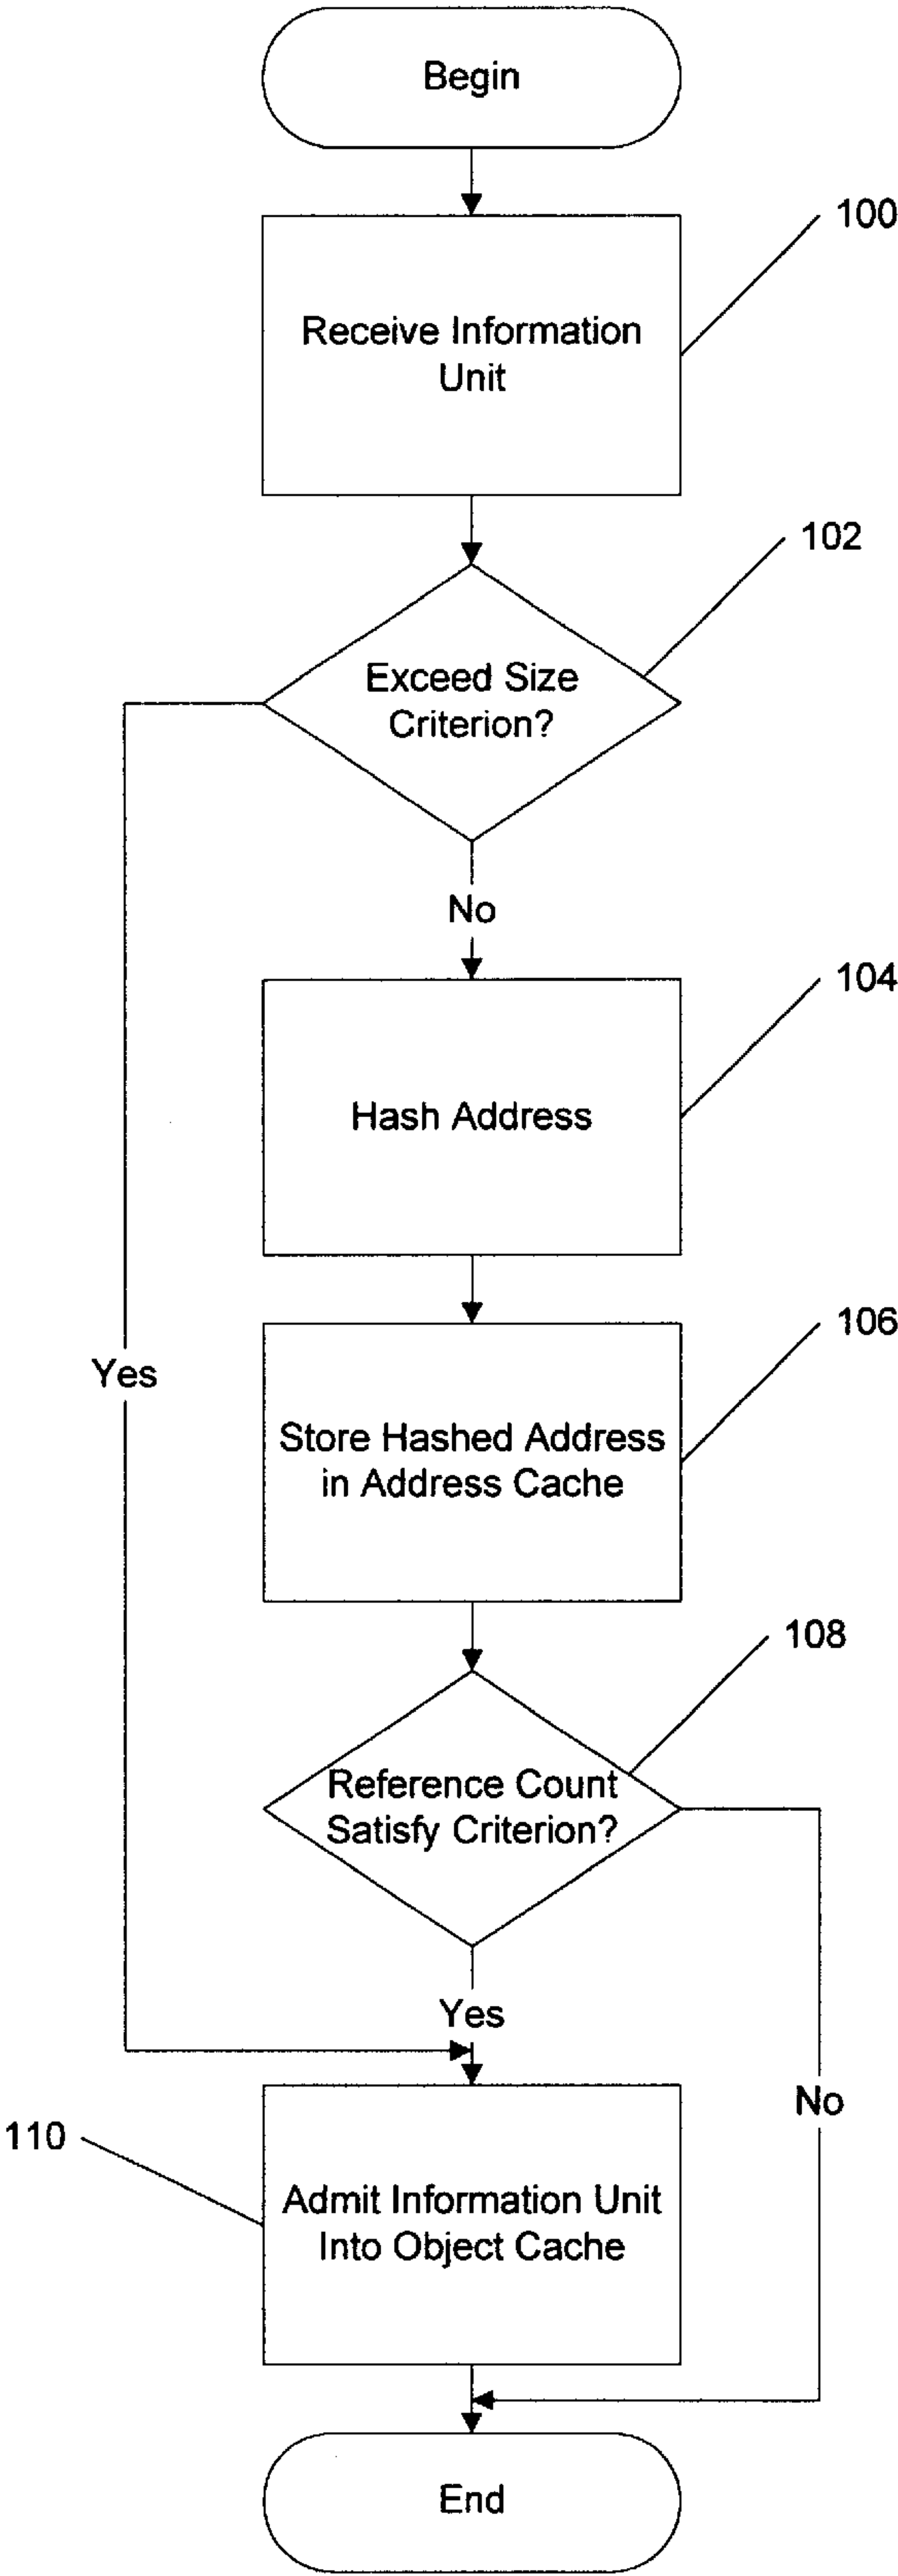 Begin
100
Receive Information
Unit
102
Exceed Size
Criterion?
No
104
Hash Address
106
Yes
Store Hashed Address
in Address Cache
108
Reference Count
Satisfy Criterion?
Yes
No
110
Admit Information Unit
Into Object Cache
End